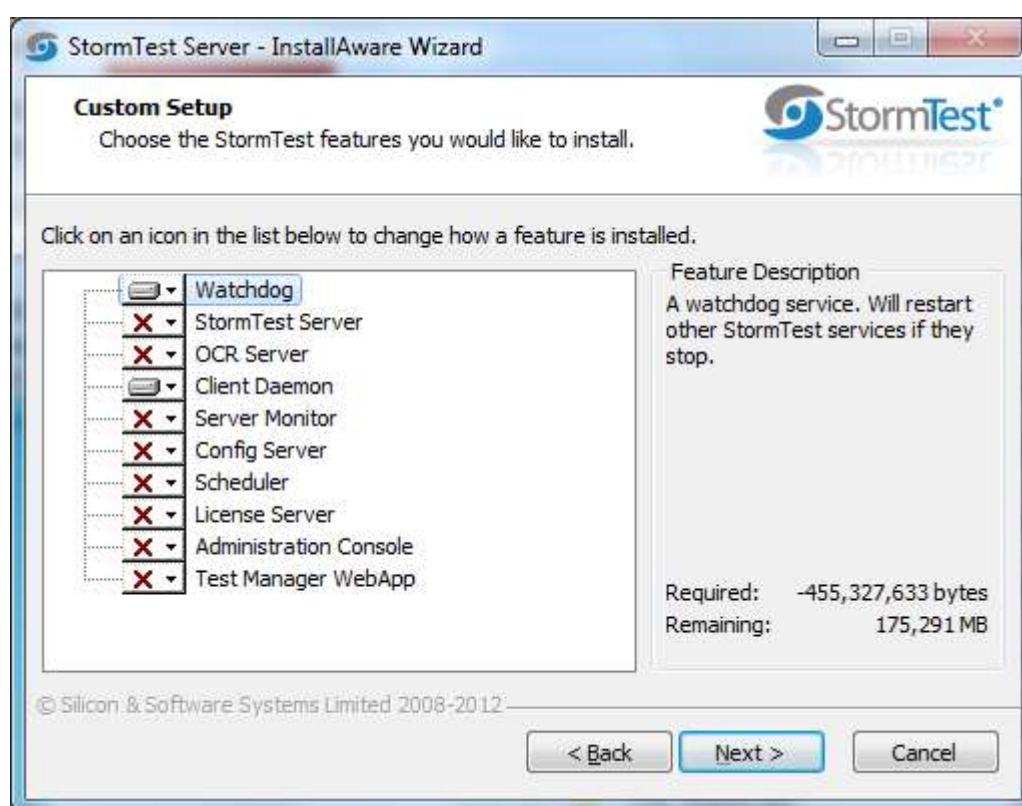 StormTest Server - InstallAware Wizard
Custom Setup
Choose the StormTest features you would like to install.
StormTest
Click on an icon in the list below to change how a feature is installed.
Watchdog
StormTest Server
OCR Server
Client Daemon
Server Monitor
Config Server
Scheduler
License Server
Administration Console
Test Manager WebApp
Feature Description
A watchdog service. Will restart
other StormTest services if they
stop.
Required: -455,327,633 bytes
Remaining: 175,291 MB
© Silicon & Software Systems Limited 2008-2012
< Back
Next >
Cancel